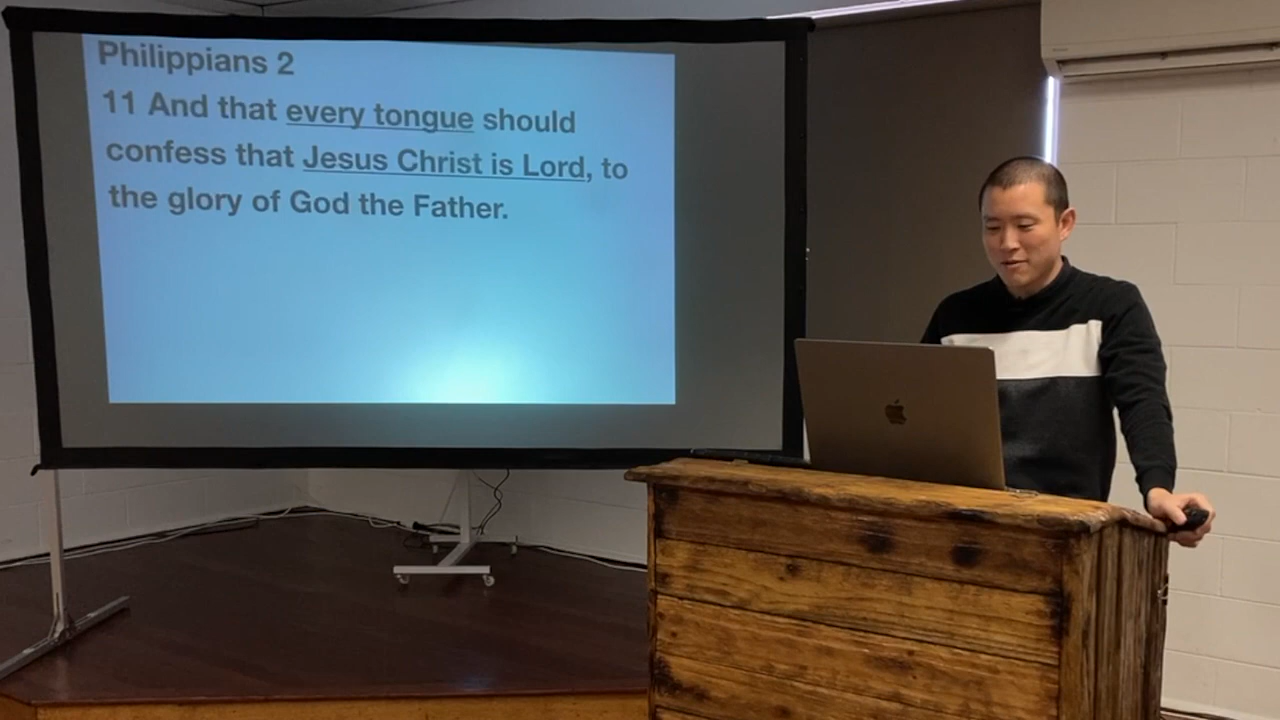 Philippians 2
11 And that every tongue should
confess that Jesus Christ is Lord, to
the glory of God the Father.